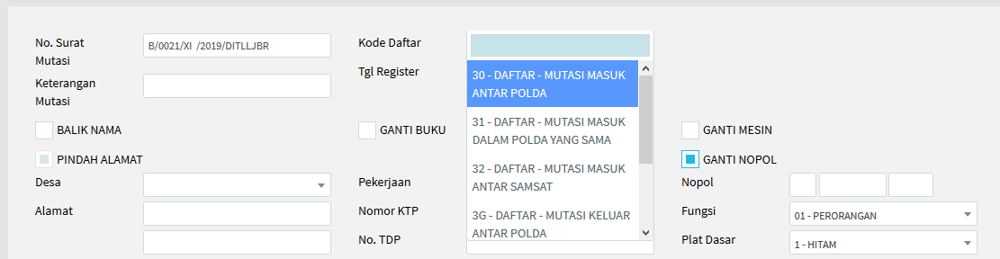 No. Surat Mutasi
B/0021/XI /2019/DITLLJBR
Keterangan Mutasi
Kode Daftar
Tgl Register
30 - DAFTAR - MUTASI MASUK
ANTAR POLDA
31 - DAFTAR - MUTASI MASUK
DALAM POLDA YANG SAMA
32 - DAFTAR - MUTASI MASUK
ANTAR SAMSAT
3G - DAFTAR - MUTASI KELUAR
ANTAR POLDA
BALIK NAMA
GANTI BUKU
GANTI MESIN
PINDAH ALAMAT
GANTI NOPOL
Desa
Pekerjaan
Nopol
Alamat
Nomor KTP
Fungsi
01 - PERORANGAN
No. TDP
Plat Dasar
1 - HITAM